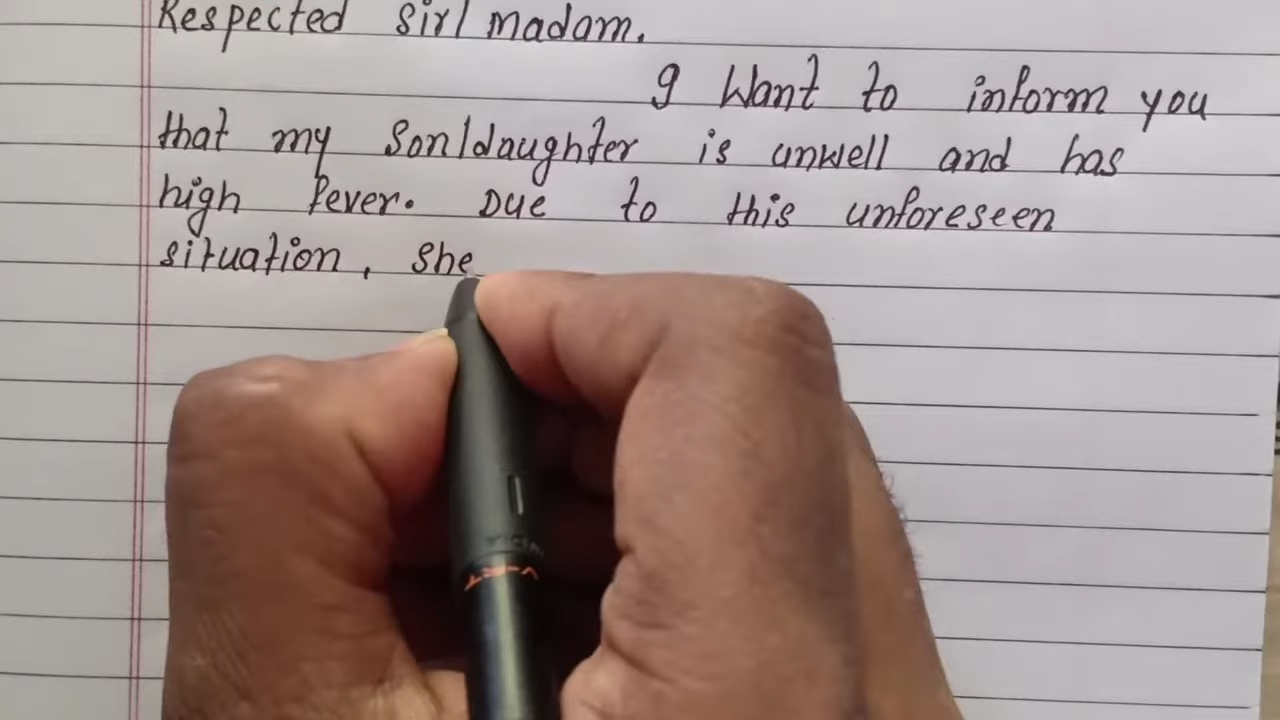 Respected sir/madam.
I want to inform you
that my son/daughter is unwell and has
high fever. Due to this unforeseen
situation, she